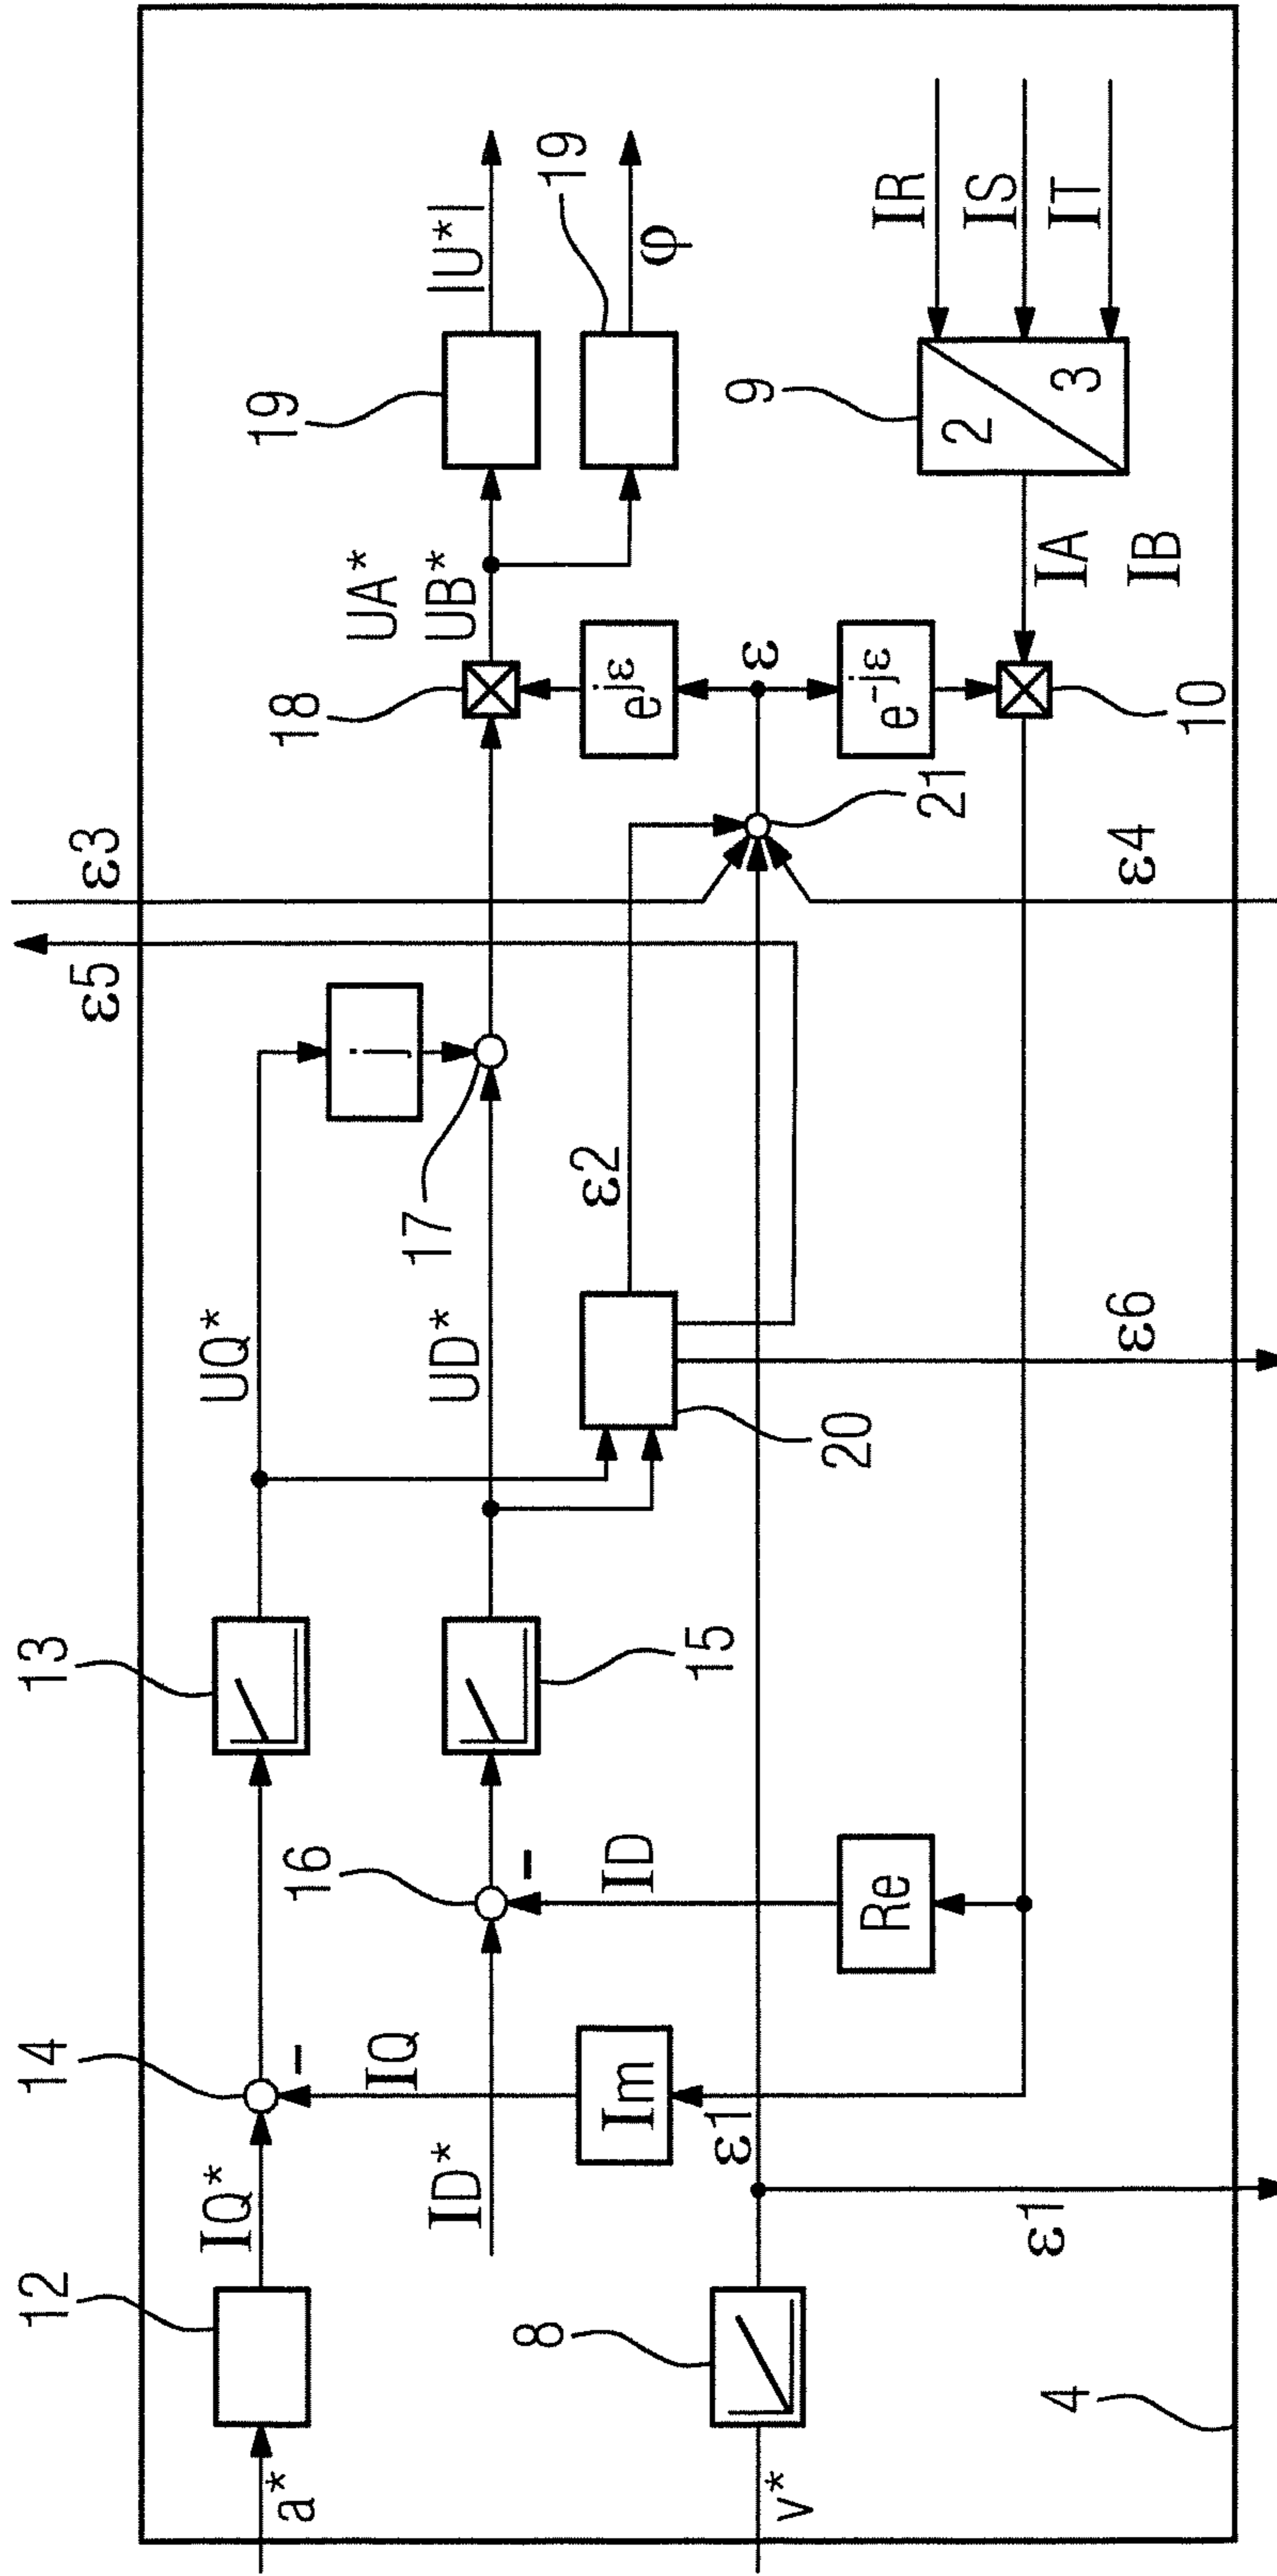 ε5
ε3
13
14
12
a*
IQ*
-
IQ
UQ*
j
17
18
UA*
UB*
19
|U*|
19
φ
16
ID*
-
ID
UD*
15
ε2
20
e^jε
ε
e^-jε
21
8
v*
ε1
ε1
Im
Re
ε6
ε4
10
IA
IB
9
2
3
IR
IS
IT
4